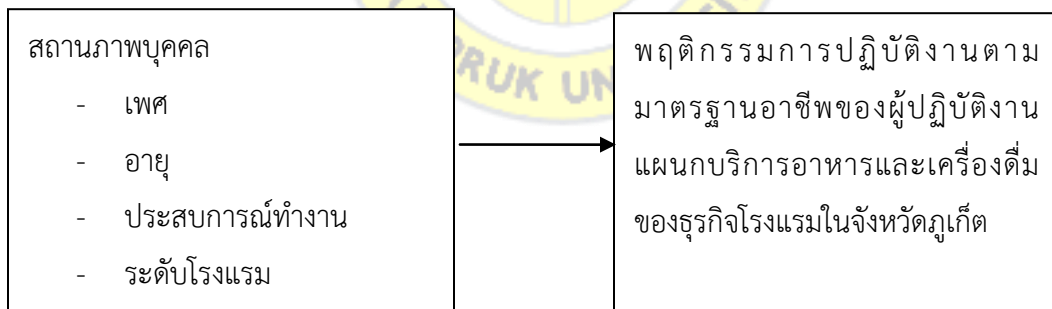 สถานภาพบุคคล
- เพศ
- อายุ
- ประสบการณ์ทำงาน
- ระดับโรงแรม
พฤติกรรมการปฏิบัติงานตาม
มาตรฐานอาชีพของผู้ปฏิบัติงาน
แผนกบริการอาหารและเครื่องดื่ม
ของธุรกิจโรงแรมในจังหวัดภูเก็ต